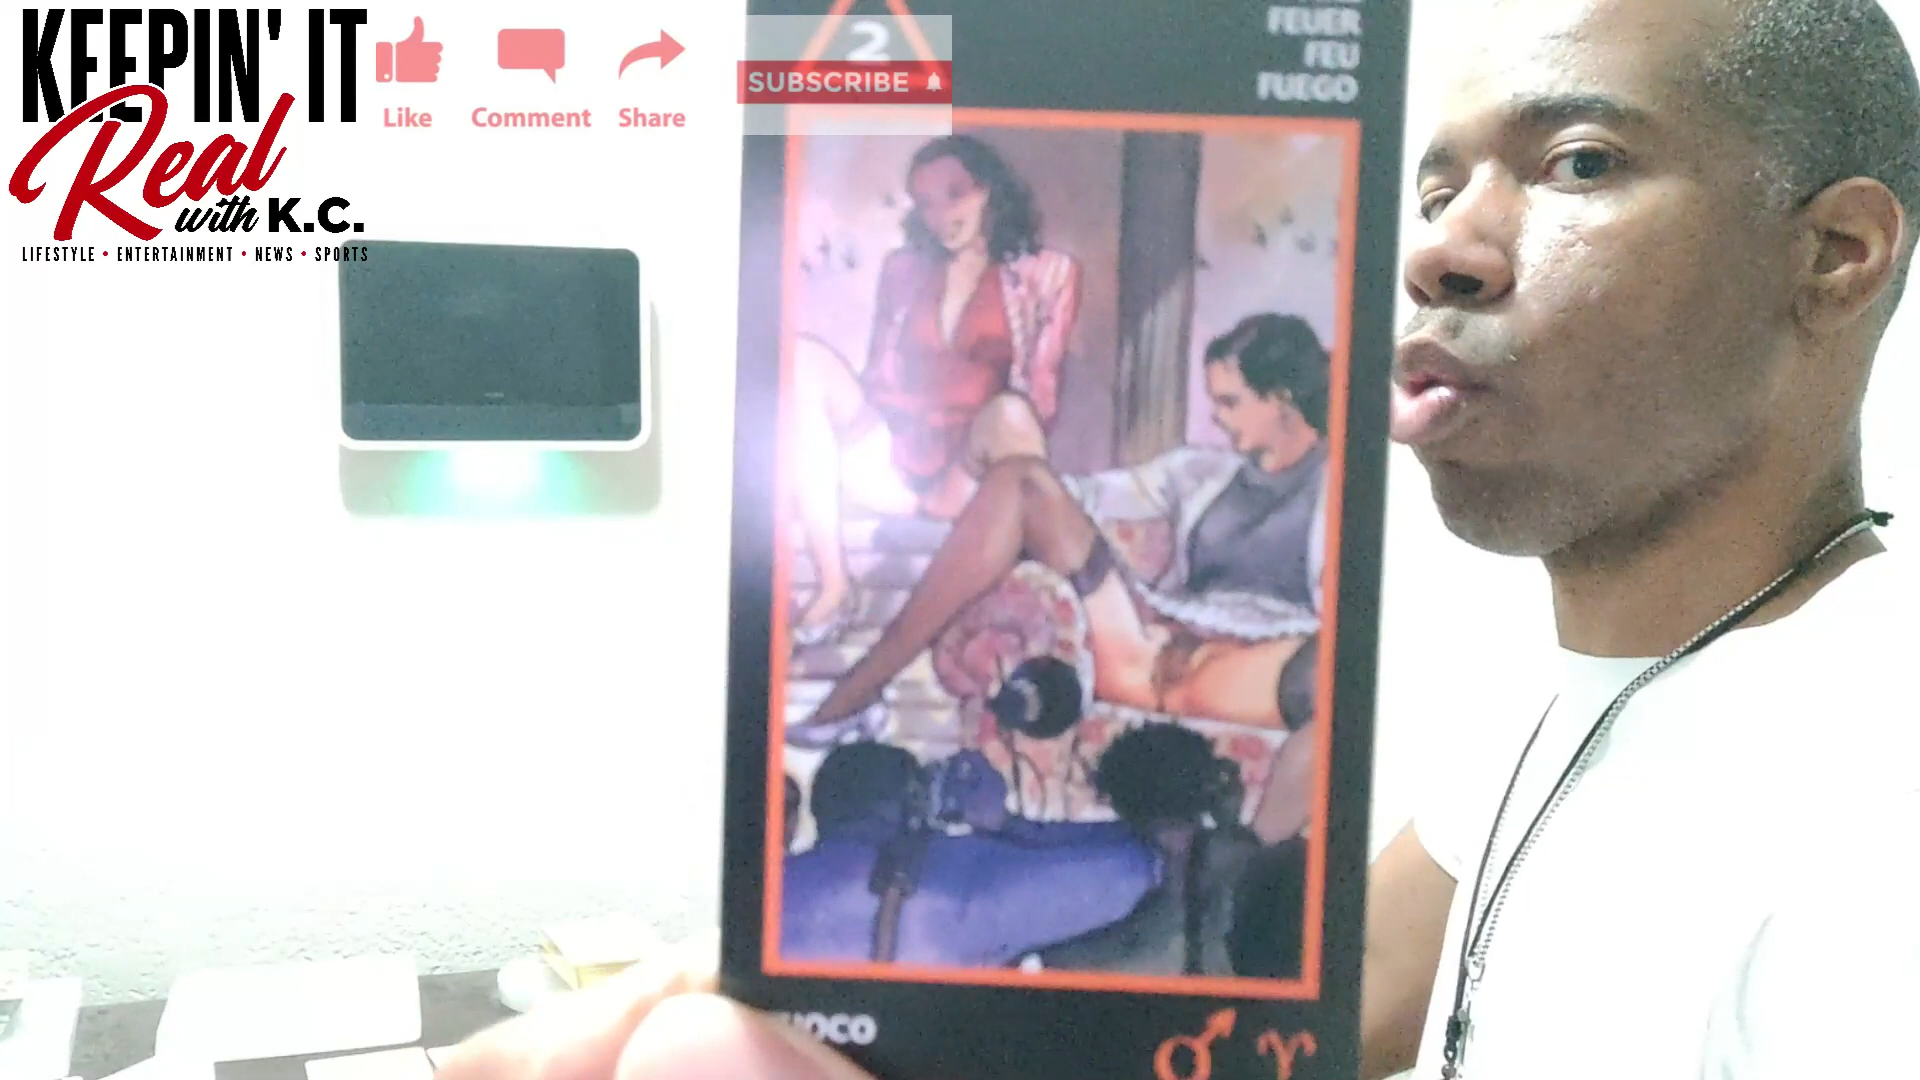 KEEPIN' IT
Real
with K.C.
LIFESTYLE • ENTERTAINMENT • NEWS • SPORTS
Like
Comment
Share
2
SUBSCRIBE
FEUER
FEU
FUEGO